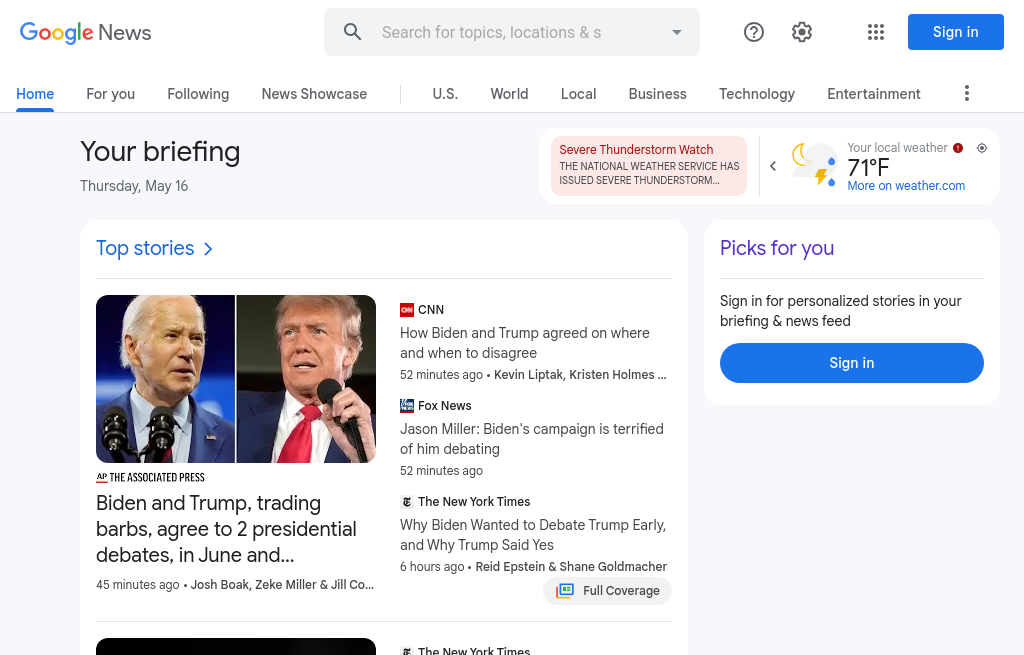 Google News
Search for topics, locations & s
Sign in
Home
For you
Following
News Showcase
U.S.
World
Local
Business
Technology
Entertainment
Your briefing
Thursday, May 16
Severe Thunderstorm Watch
THE NATIONAL WEATHER SERVICE HAS
ISSUED SEVERE THUNDERSTORM...
Your local weather
71°F
More on weather.com
Top stories
THE ASSOCIATED PRESS
Biden and Trump, trading
barbs, agree to 2 presidential
debates, in June and...
45 minutes ago • Josh Boak, Zeke Miller & Jill Co...
CNN
How Biden and Trump agreed on where
and when to disagree
52 minutes ago • Kevin Liptak, Kristen Holmes ...
Fox News
Jason Miller: Biden's campaign is terrified
of him debating
52 minutes ago
The New York Times
Why Biden Wanted to Debate Trump Early,
and Why Trump Said Yes
6 hours ago • Reid Epstein & Shane Goldmacher
Full Coverage
The New York Times
Picks for you
Sign in for personalized stories in your
briefing & news feed
Sign in